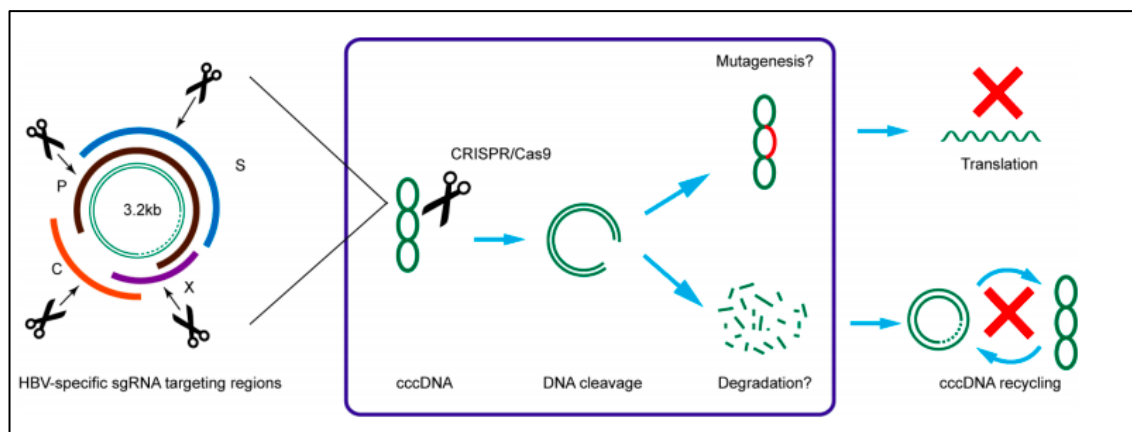 Mutagenesis?
S
CRISPR/Cas9
Translation
P
3.2kb
C
X
HBV-specific sgRNA targeting regions
cccDNA
DNA cleavage
Degradation?
cccDNA recycling